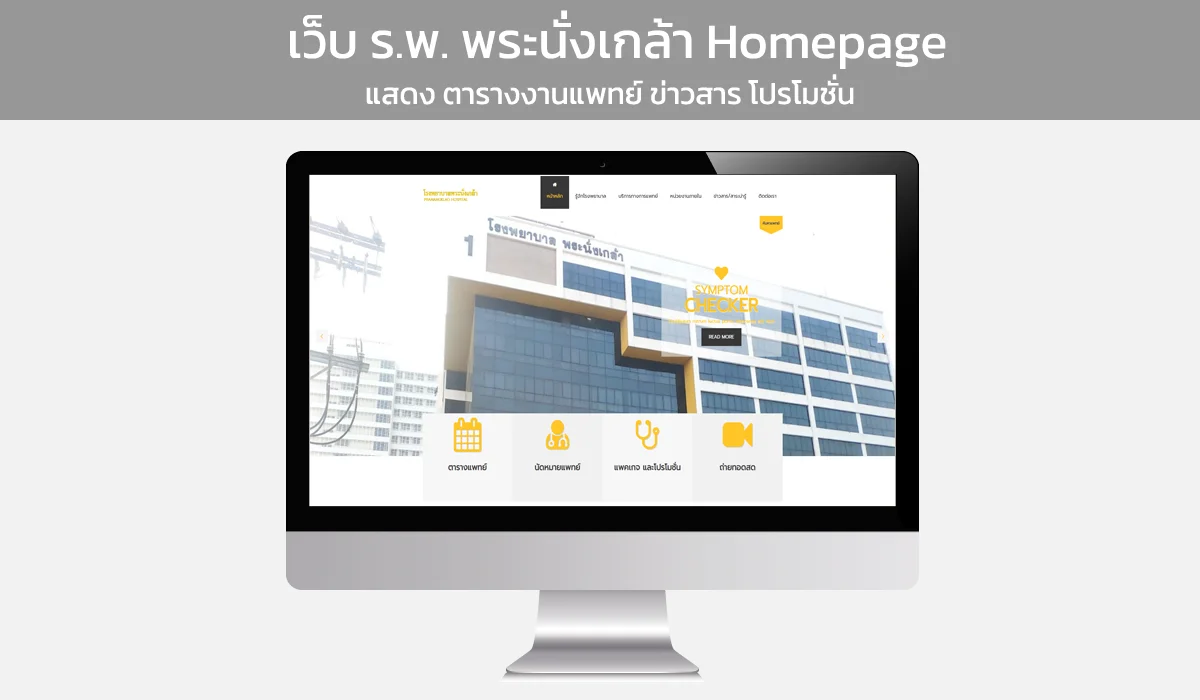 เว็บ ร.พ. พระนั่งเกล้า Homepage
แสดง ตารางงานแพทย์ ข่าวสาร โปรโมชั่น
โรงพยาบาลพระนั่งเกล้า
PRANANGKLAO HOSPITAL
หน้าหลัก รู้จักโรงพยาบาล บริการทางการแพทย์ หน่วยงานภายใน ข่าวสาร/สาระน่ารู้ ติดต่อเรา
ค้นหาแพทย์
1 โรงพยาบาล พระนั่งเกล้า
SYMPTOM
CHECKER
READ MORE
ตารางแพทย์ นัดหมายแพทย์ แพคเกจ และโปรโมชั่น ถ่ายทอดสด